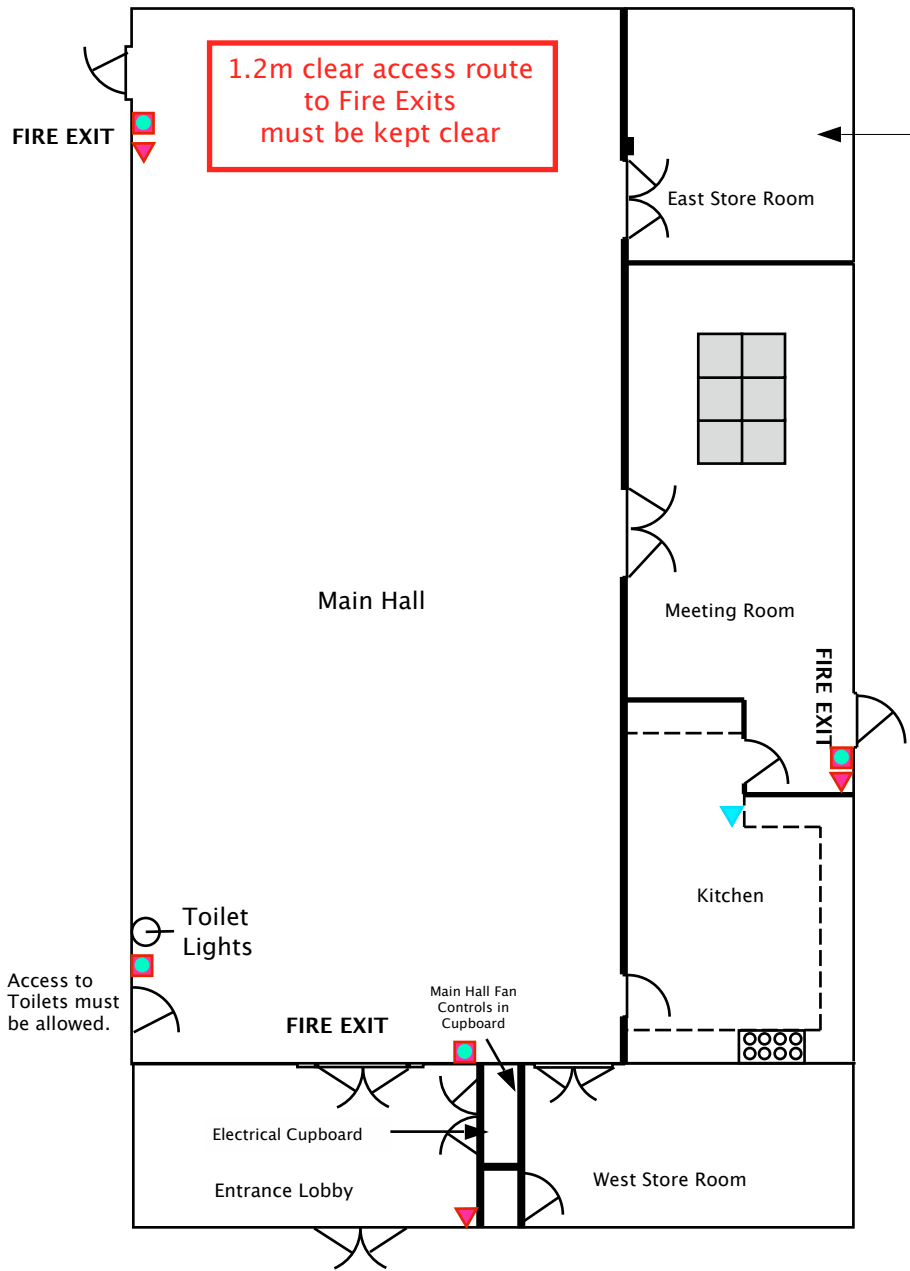 1.2m clear access route
to Fire Exits
must be kept clear
FIRE EXIT
East Store Room
Main Hall
Meeting Room
FIRE EXIT
Kitchen
Toilet
Lights
Access to
Toilets must
be allowed.
Main Hall Fan
Controls in
Cupboard
FIRE EXIT
Electrical Cupboard
West Store Room
Entrance Lobby